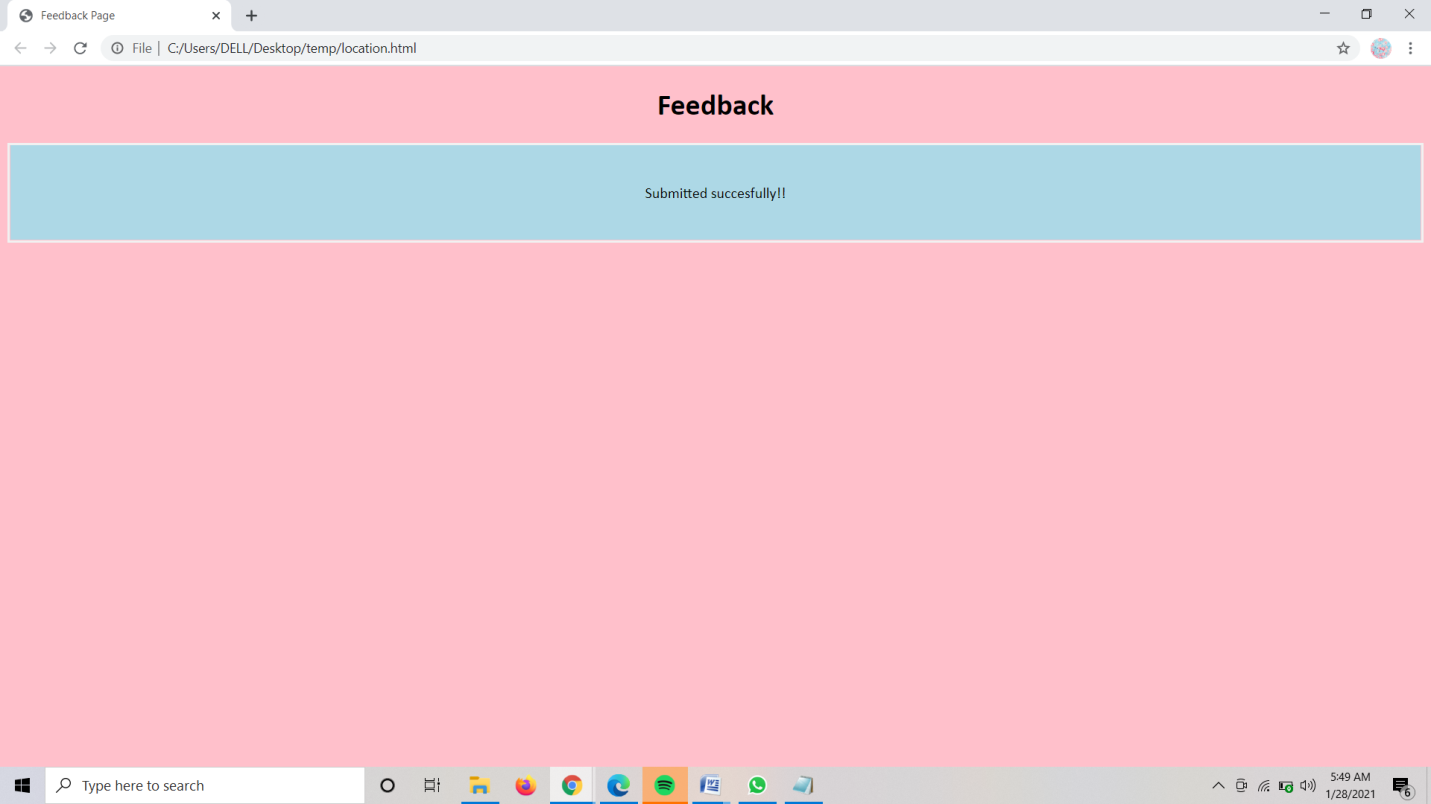 Feedback Page
File | C:/Users/DELL/Desktop/temp/location.html
Feedback
Submitted succesfully!!
Type here to search
5:49 AM
1/28/2021
6